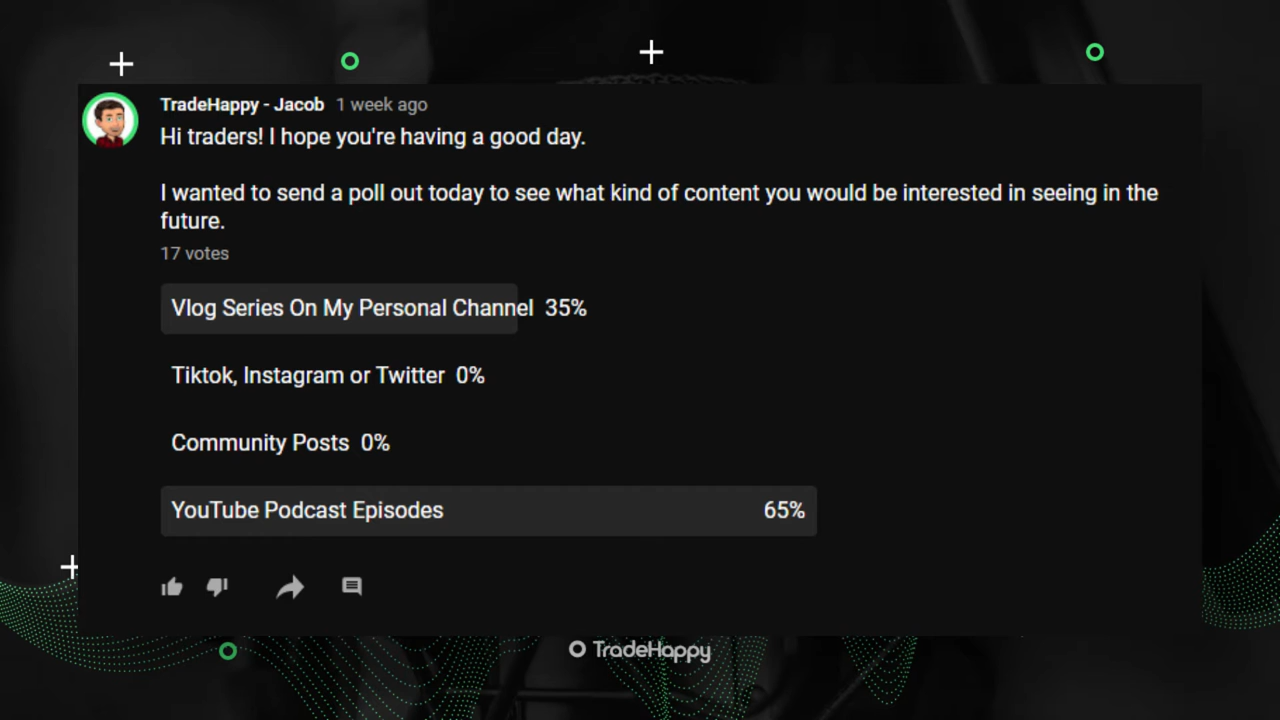 TradeHappy - Jacob 1 week ago
Hi traders! I hope you're having a good day.
I wanted to send a poll out today to see what kind of content you would be interested in seeing in the
future.
17 votes
Vlog Series On My Personal Channel 35%
Tiktok, Instagram or Twitter 0%
Community Posts 0%
YouTube Podcast Episodes 65%
TradeHappy